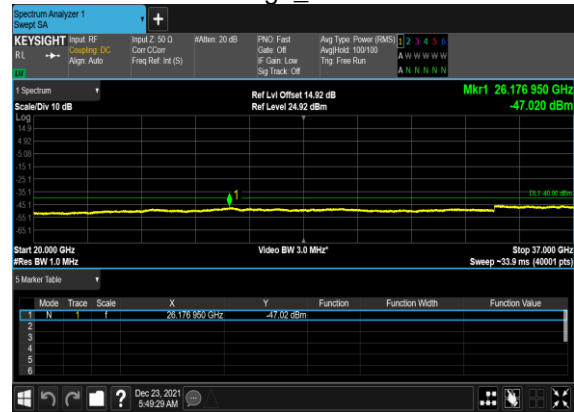 Spectrum Analyzer 1
Swept SA
+
KEYSIGHT Input: RF Input Z: 50 Ω #Atten: 20 dB PNO: Fast Avg Type: Power (RMS) 1 2 3 4 5 6
RL Coupling: DC Corr CCorr Gate: Off Avg|Hold: 100/100 A W W W W W
Align: Auto Freq Ref: Int (S) IF Gain: Low Trig: Free Run
Sig Track: Off A N N N N N
1 Spectrum Ref Lvl Offset 14.92 dB Mkr1 26.176 950 GHz
Scale/Div 10 dB Ref Level 24.92 dBm -47.020 dBm
Log
14.9
4.92
-5.08
-15.1
-25.1
-35.1
1
-45.1
-55.1
-65.1
Start 20.000 GHz Video BW 3.0 MHz* Stop 37.000 GHz
#Res BW 1.0 MHz Sweep ~33.9 ms (40001 pts)
5 Marker Table
Mode Trace Scale X Y Function Function Width Function Value
1 N 1 f 26.176 950 GHz -47.02 dBm
2
3
4
5
6
? Dec 23, 2021
5:49:29 AM